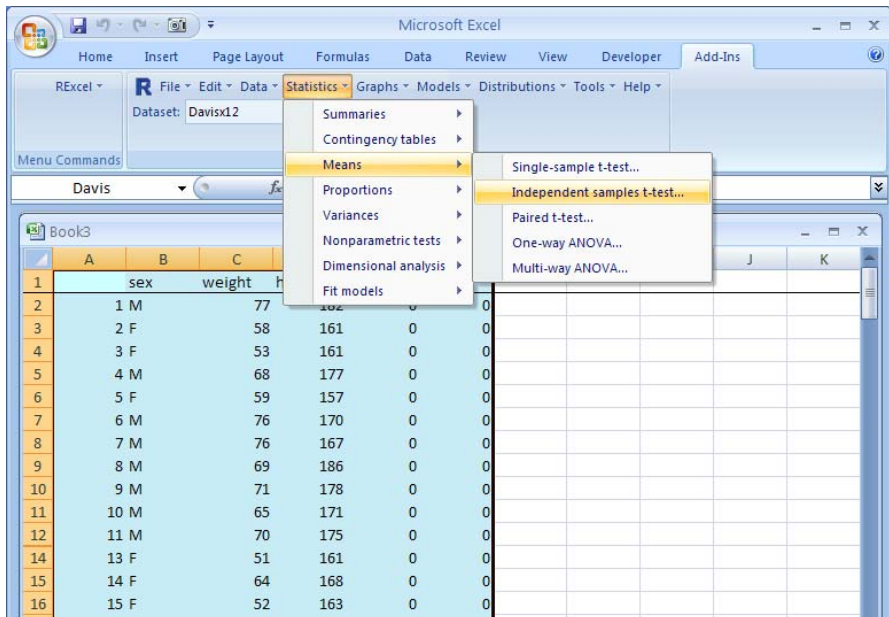 Microsoft Excel
Home Insert Page Layout Formulas Data Review View Developer Add-Ins
RExcel R File Edit Data Statistics Graphs Models Distributions Tools Help
Dataset: Davisx12
Menu Commands
Summaries
Contingency tables
Means
Proportions
Variances
Nonparametric tests
Dimensional analysis
Fit models
Single-sample t-test...
Independent samples t-test...
Paired t-test...
One-way ANOVA...
Multi-way ANOVA...
Davis
Book3
A B C J K
1 sex weight h
2 1 M 77 182 0 0
3 2 F 58 161 0 0
4 3 F 53 161 0 0
5 4 M 68 177 0 0
6 5 F 59 157 0 0
7 6 M 76 170 0 0
8 7 M 76 167 0 0
9 8 M 69 186 0 0
10 9 M 71 178 0 0
11 10 M 65 171 0 0
12 11 M 70 175 0 0
14 13 F 51 161 0 0
15 14 F 64 168 0 0
16 15 F 52 163 0 0